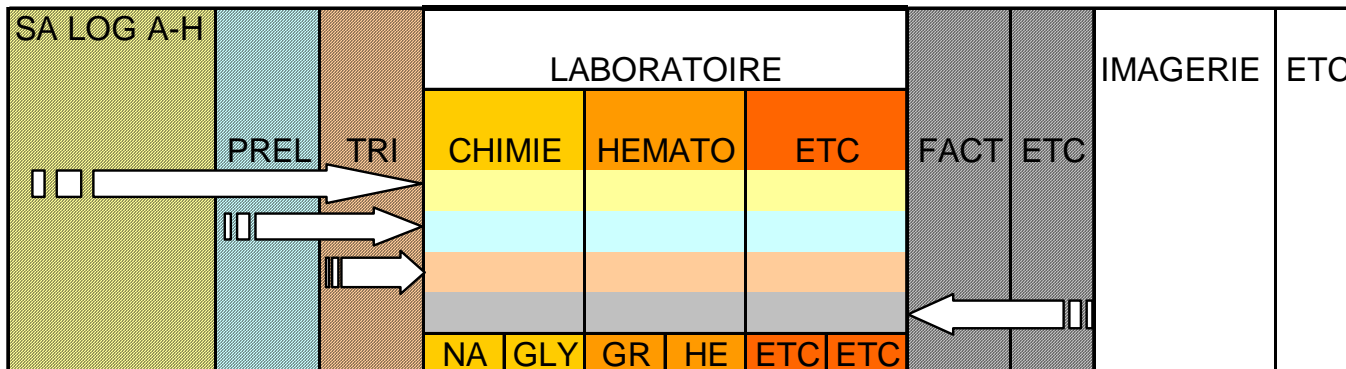 SA LOG A-H
LABORATOIRE
IMAGERIE ETC
PREL TRI CHIMIE HEMATO ETC FACT ETC
NA GLY GR HE ETC ETC